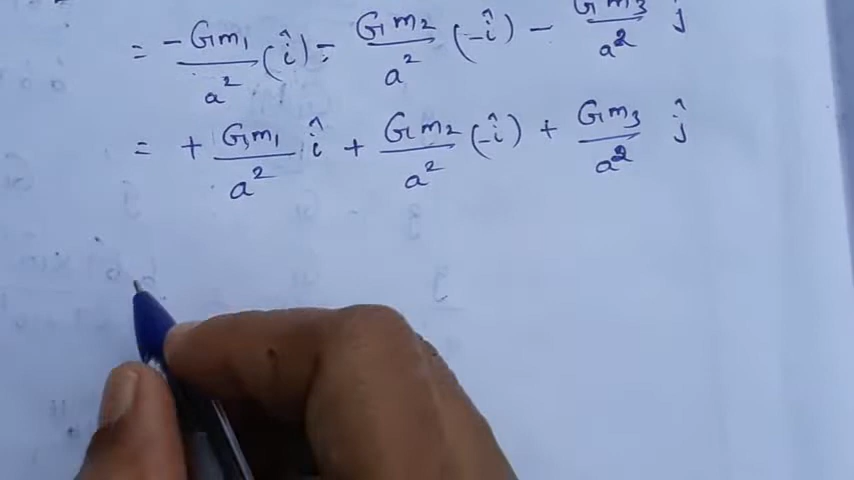 = -Gm₁/a² (î) - Gm₂/a² (-î) - Gm₃/a² ĵ
= + Gm₁/a² î + Gm₂/a² (-î) + Gm₃/a² ĵ